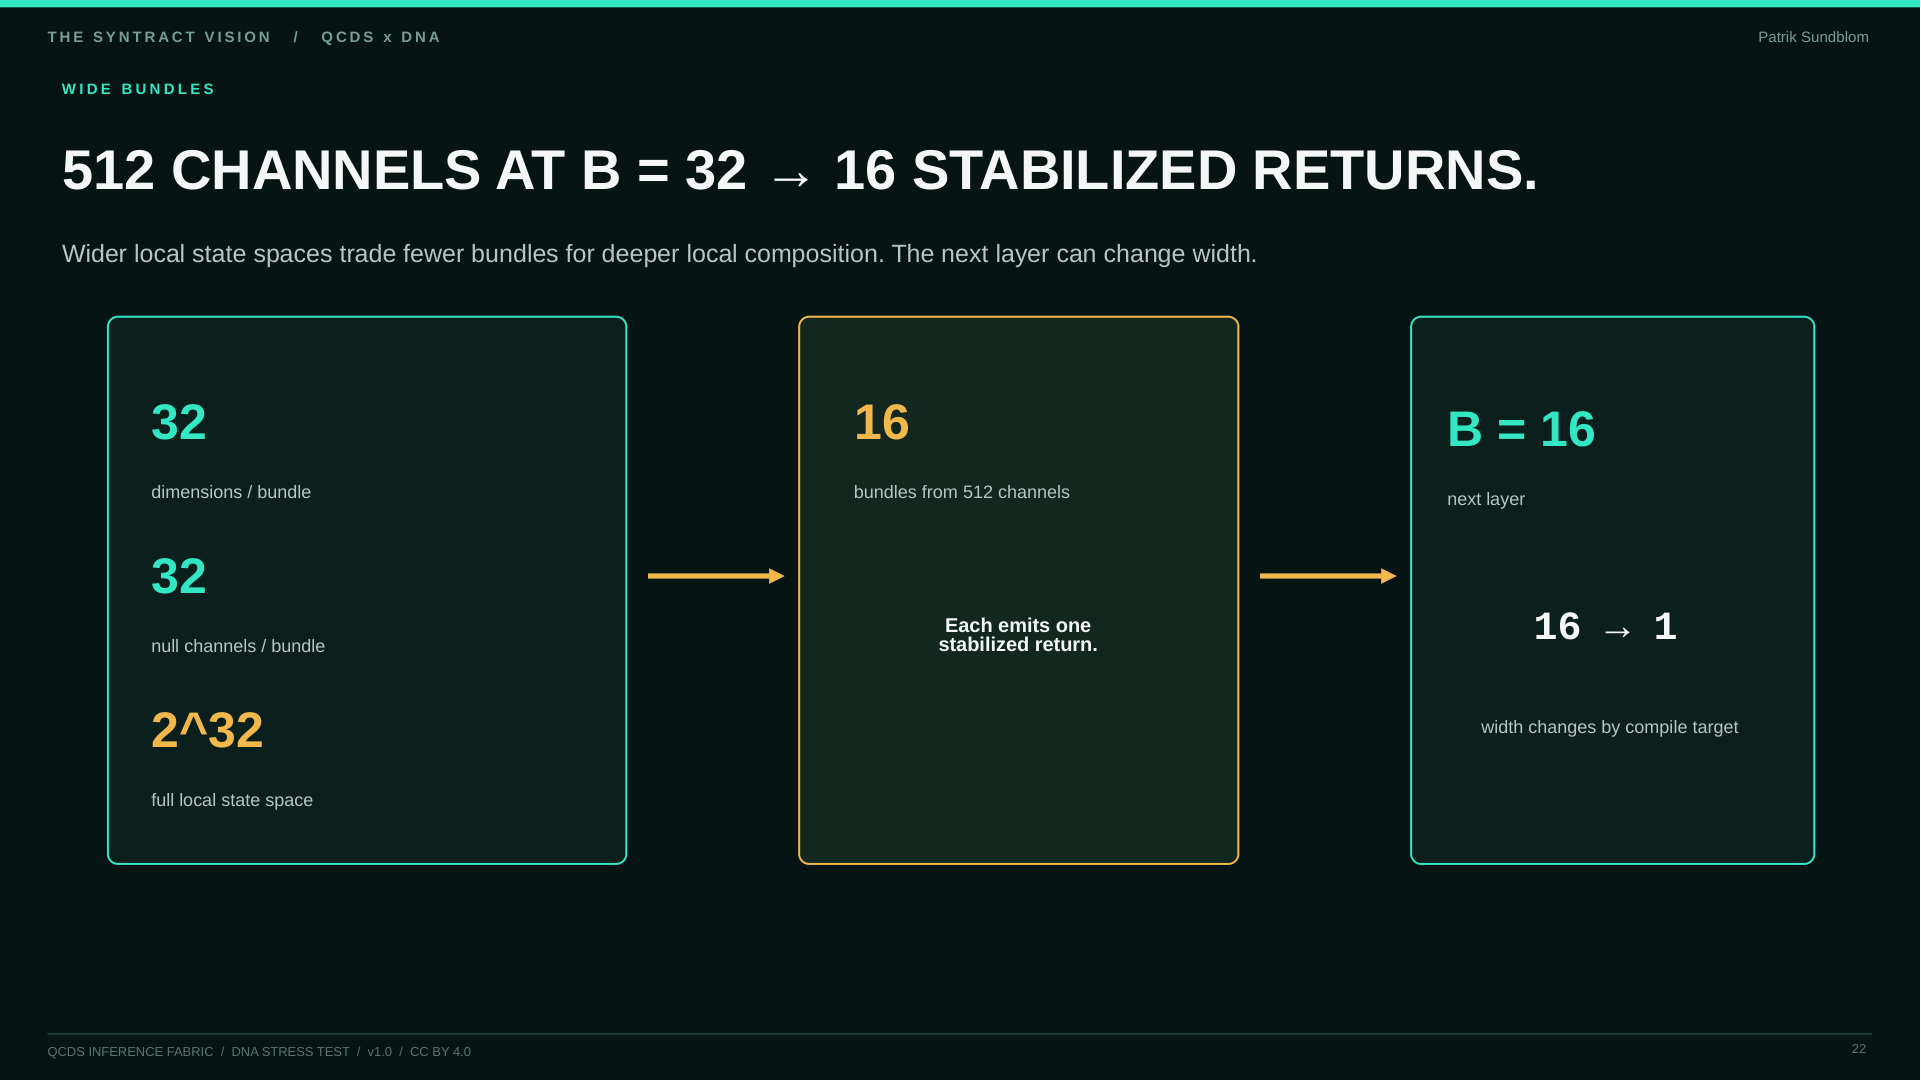 THE SYNTRACT VISION / QCDS x DNA
Patrik Sundblom
WIDE BUNDLES
512 CHANNELS AT B = 32 → 16 STABILIZED RETURNS.
Wider local state spaces trade fewer bundles for deeper local composition. The next layer can change width.
32
dimensions / bundle
32
null channels / bundle
2^32
full local state space
16
bundles from 512 channels
Each emits one
stabilized return.
B = 16
next layer
16 → 1
width changes by compile target
QCDS INFERENCE FABRIC / DNA STRESS TEST / v1.0 / CC BY 4.0
22